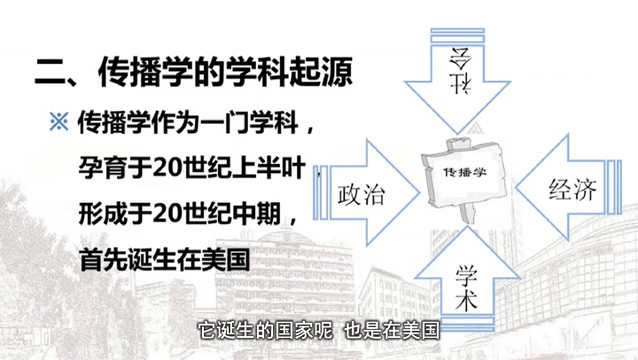 二、传播学的学科起源
※ 传播学作为一门学科，
孕育于20世纪上半叶，
形成于20世纪中期，
首先诞生在美国
社会
政治
传播学
经济
学术
它诞生的国家呢 也是在美国